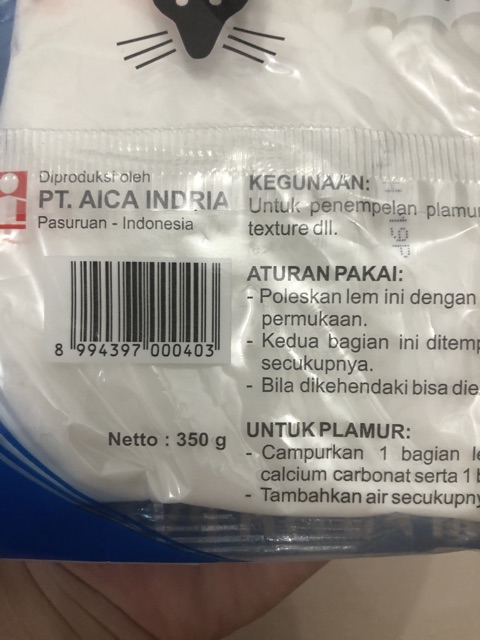 Diproduksi oleh
PT. AICA INDRIA
Pasuruan - Indonesia
8 994397 000403
Netto : 350 g
KEGUNAAN:
Untuk penempelan plamur
texture dll.
ATURAN PAKAI:
- Poleskan lem ini dengan
permukaan.
- Kedua bagian ini ditemp
secukupnya.
- Bila dikehendaki bisa die
UNTUK PLAMUR:
- Campurkan 1 bagian le
calcium carbonat serta 1 b
- Tambahkan air secukupny